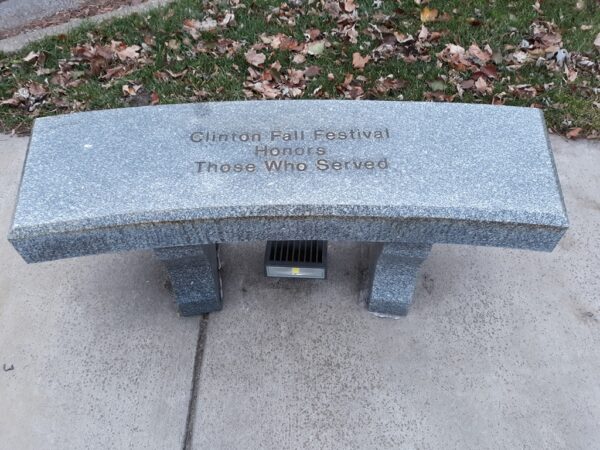 Clinton Fall Festival
Honors
Those Who Served